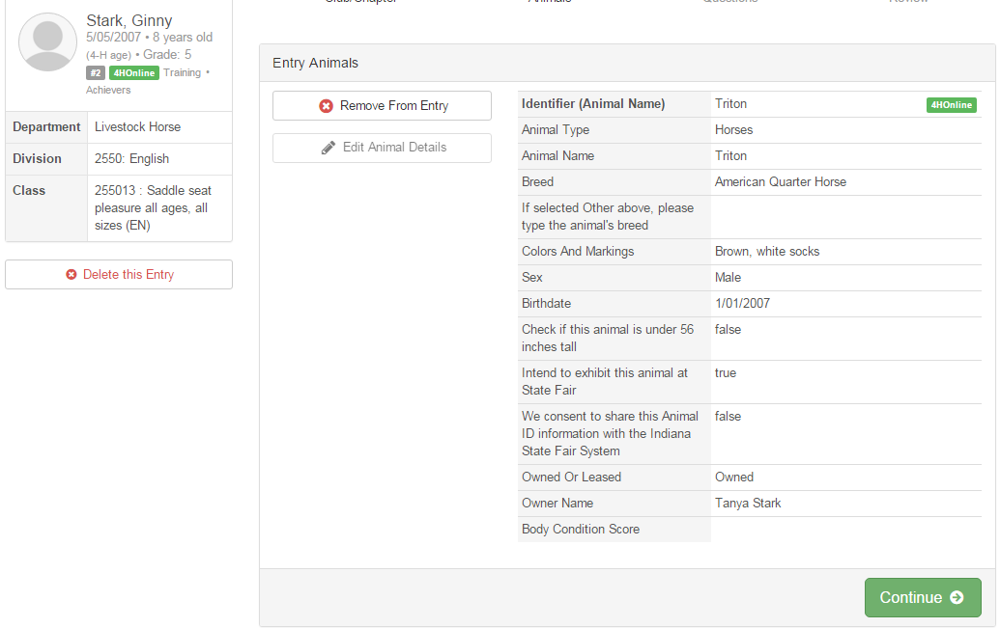 Club/Chapter Animals Questions Review
Stark, Ginny
5/05/2007 • 8 years old
(4-H age) • Grade: 5
#2 4HOnline Training •
Achievers
Department Livestock Horse
Division 2550: English
Class 255013 : Saddle seat
pleasure all ages, all
sizes (EN)
Delete this Entry
Entry Animals
Remove From Entry
Edit Animal Details
Identifier (Animal Name) Triton 4HOnline
Animal Type Horses
Animal Name Triton
Breed American Quarter Horse
If selected Other above, please
type the animal's breed
Colors And Markings Brown, white socks
Sex Male
Birthdate 1/01/2007
Check if this animal is under 56 false
inches tall
Intend to exhibit this animal at true
State Fair
We consent to share this Animal false
ID information with the Indiana
State Fair System
Owned Or Leased Owned
Owner Name Tanya Stark
Body Condition Score
Continue